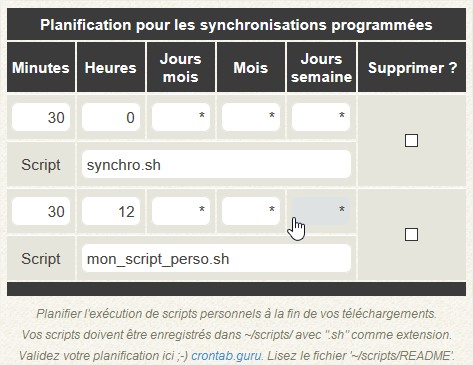 Planification pour les synchronisations programmées
Minutes Heures Jours mois Mois Jours semaine Supprimer ?
30 0 * * *
Script synchro.sh
30 12 * * *
Script mon_script_perso.sh
Planifier l'exécution de scripts personnels à la fin de vos téléchargements.
Vos scripts doivent être enregistrés dans ~/scripts/ avec ".sh" comme extension.
Validez votre planification ici ;-) crontab.guru. Lisez le fichier '~/scripts/README'.